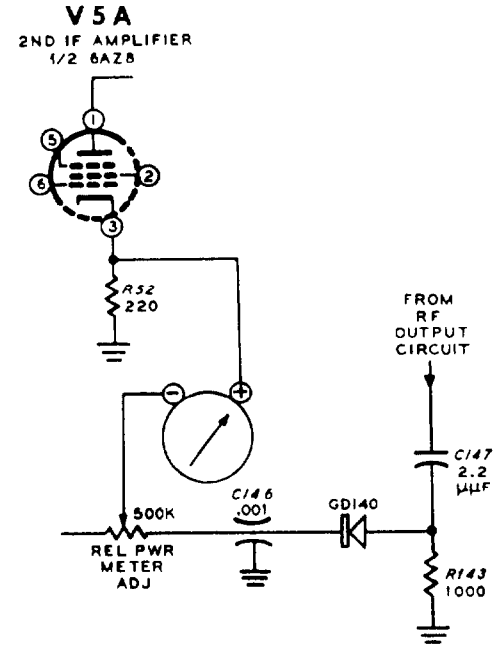 V5A
2ND IF AMPLIFIER
1/2 6AZ8
1
5
6
2
3
R52
220
FROM
RF
OUTPUT
CIRCUIT
−
+
C147
2.2
μμF
C146
.001
GD140
500K
REL PWR
METER
ADJ
R143
1000